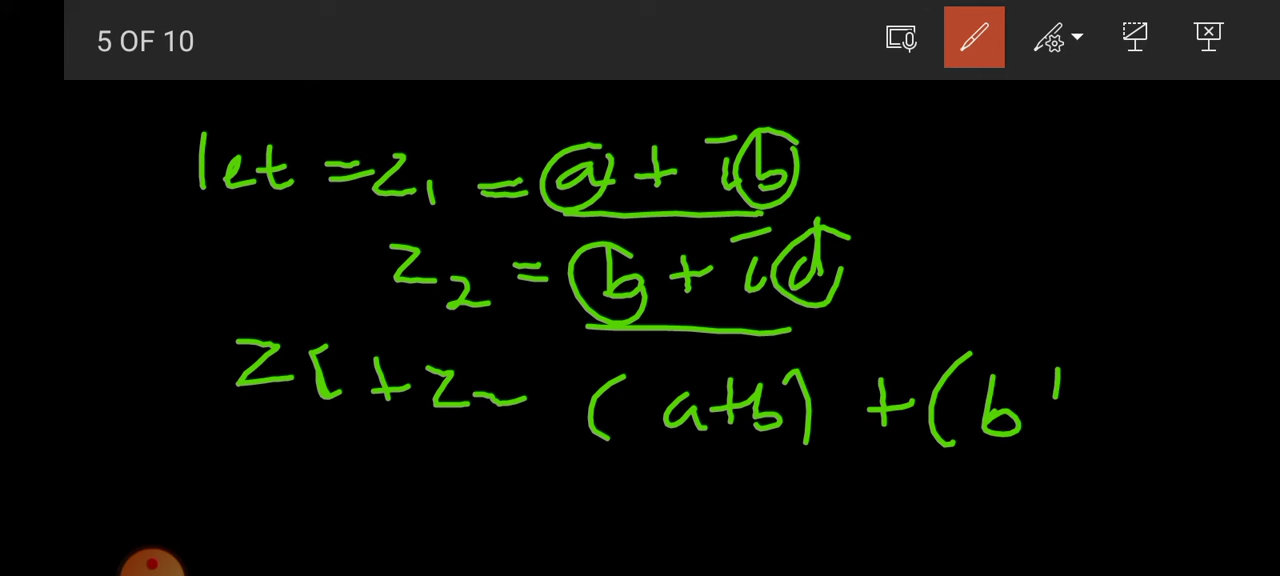 5 OF 10
let = z1 = a + ib
z2 = b + id
z1 + z2 (a+b) + (b